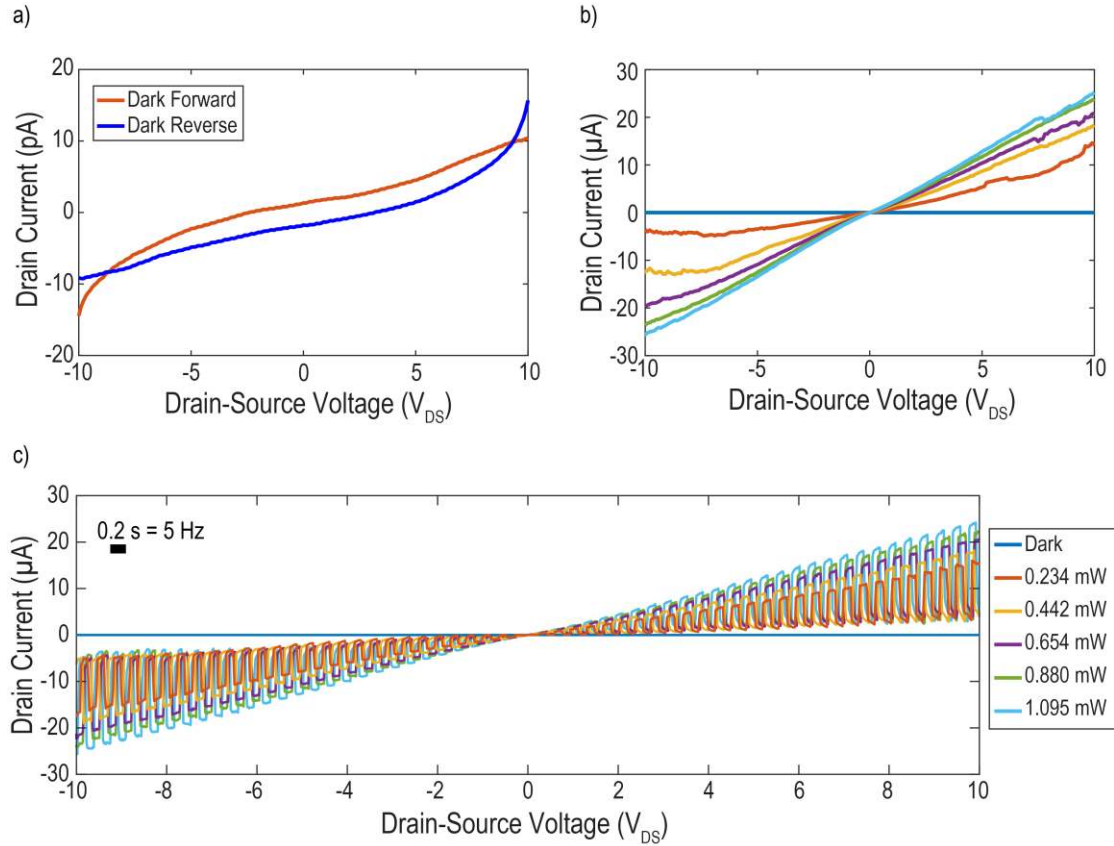 a)
20
10
0
-10
-20
Drain Current (pA)
Dark Forward
Dark Reverse
-10 -5 0 5 10
Drain-Source Voltage (V_DS)
b)
30
20
10
0
-10
-20
-30
Drain Current (µA)
-10 -5 0 5 10
Drain-Source Voltage (V_DS)
c)
30
20
10
0
-10
-20
-30
Drain Current (µA)
0.2 s = 5 Hz
-10 -8 -6 -4 -2 0 2 4 6 8 10
Drain-Source Voltage (V_DS)
Dark
0.234 mW
0.442 mW
0.654 mW
0.880 mW
1.095 mW